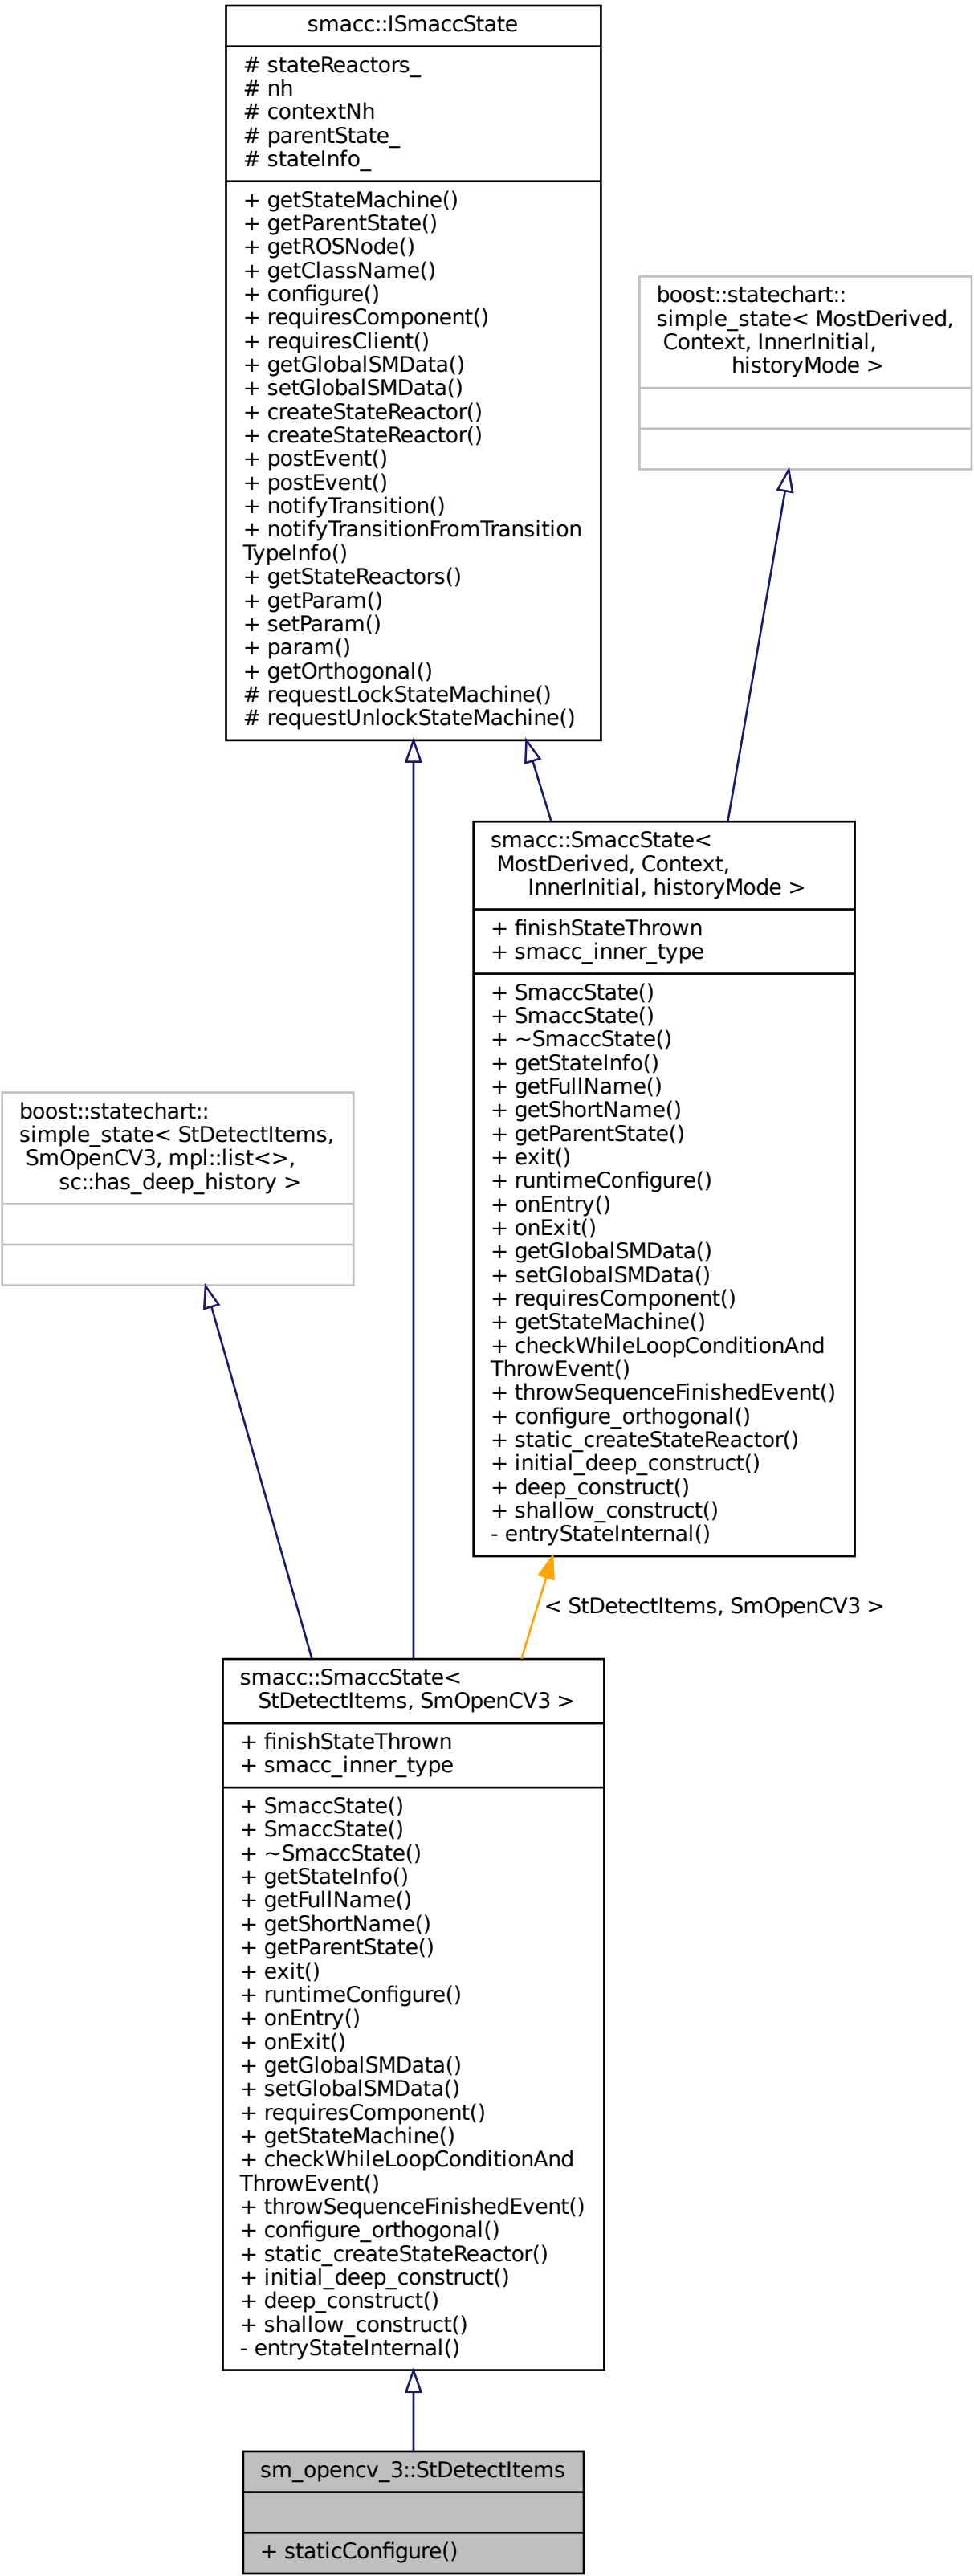 smacc::ISmaccState
# stateReactors_
# nh
# contextNh
# parentState_
# stateInfo_
+ getStateMachine()
+ getParentState()
+ getROSNode()
+ getClassName()
+ configure()
+ requiresComponent()
+ requiresClient()
+ getGlobalSMData()
+ setGlobalSMData()
+ createStateReactor()
+ createStateReactor()
+ postEvent()
+ postEvent()
+ notifyTransition()
+ notifyTransitionFromTransition
TypeInfo()
+ getStateReactors()
+ getParam()
+ setParam()
+ param()
+ getOrthogonal()
# requestLockStateMachine()
# requestUnlockStateMachine()
boost::statechart::
simple_state< MostDerived,
Context, InnerInitial,
historyMode >
smacc::SmaccState<
MostDerived, Context,
InnerInitial, historyMode >
+ finishStateThrown
+ smacc_inner_type
+ SmaccState()
+ SmaccState()
+ ~SmaccState()
+ getStateInfo()
+ getFullName()
+ getShortName()
+ getParentState()
+ exit()
+ runtimeConfigure()
+ onEntry()
+ onExit()
+ getGlobalSMData()
+ setGlobalSMData()
+ requiresComponent()
+ getStateMachine()
+ checkWhileLoopConditionAnd
ThrowEvent()
+ throwSequenceFinishedEvent()
+ configure_orthogonal()
+ static_createStateReactor()
+ initial_deep_construct()
+ deep_construct()
+ shallow_construct()
- entryStateInternal()
boost::statechart::
simple_state< StDetectItems,
SmOpenCV3, mpl::list<>,
sc::has_deep_history >
< StDetectItems, SmOpenCV3 >
smacc::SmaccState<
StDetectItems, SmOpenCV3 >
+ finishStateThrown
+ smacc_inner_type
+ SmaccState()
+ SmaccState()
+ ~SmaccState()
+ getStateInfo()
+ getFullName()
+ getShortName()
+ getParentState()
+ exit()
+ runtimeConfigure()
+ onEntry()
+ onExit()
+ getGlobalSMData()
+ setGlobalSMData()
+ requiresComponent()
+ getStateMachine()
+ checkWhileLoopConditionAnd
ThrowEvent()
+ throwSequenceFinishedEvent()
+ configure_orthogonal()
+ static_createStateReactor()
+ initial_deep_construct()
+ deep_construct()
+ shallow_construct()
- entryStateInternal()
sm_opencv_3::StDetectItems
+ staticConfigure()